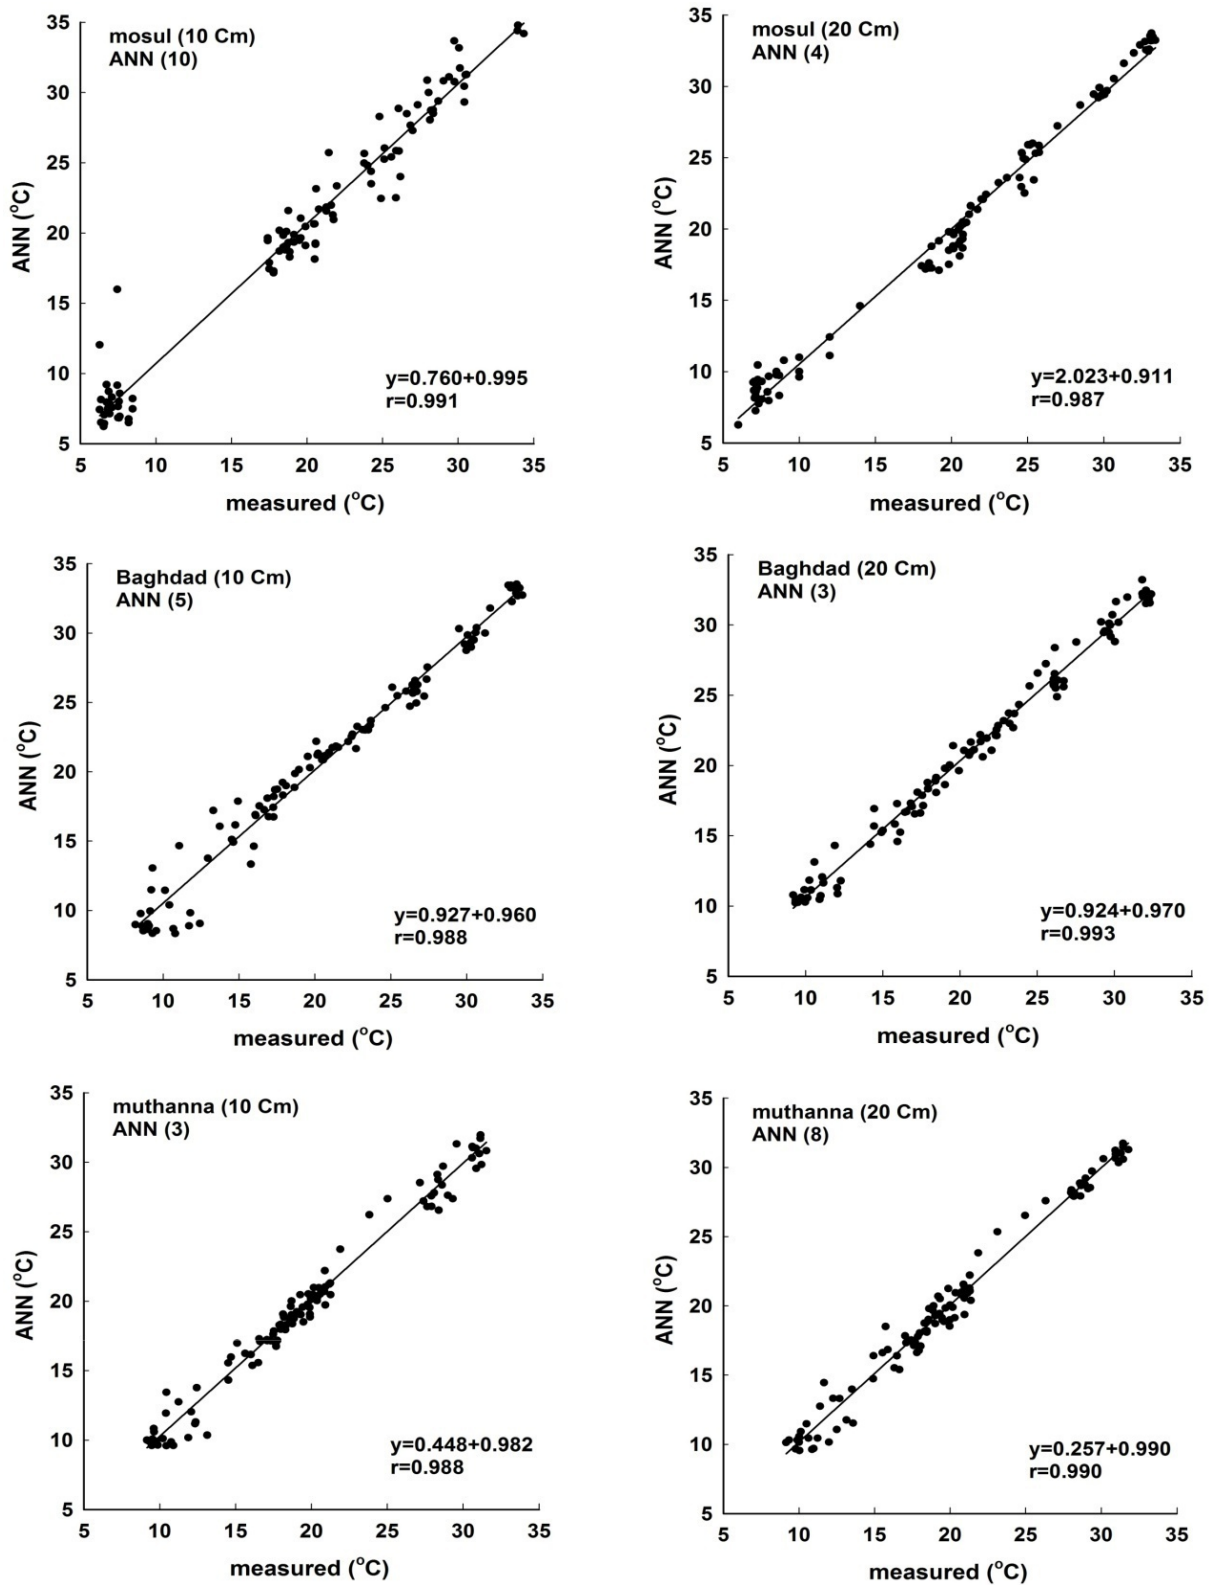 mosul (10 Cm)
ANN (10)
35
30
25
20
15
10
5
ANN (°C)
y=0.760+0.995
r=0.991
5 10 15 20 25 30 35
measured (°C)
mosul (20 Cm)
ANN (4)
35
30
25
20
15
10
5
ANN (°C)
y=2.023+0.911
r=0.987
5 10 15 20 25 30 35
measured (°C)
Baghdad (10 Cm)
ANN (5)
35
30
25
20
15
10
5
ANN (°C)
y=0.927+0.960
r=0.988
5 10 15 20 25 30 35
measured (°C)
Baghdad (20 Cm)
ANN (3)
35
30
25
20
15
10
5
ANN (°C)
y=0.924+0.970
r=0.993
5 10 15 20 25 30 35
measured (°C)
muthanna (10 Cm)
ANN (3)
35
30
25
20
15
10
5
ANN (°C)
y=0.448+0.982
r=0.988
5 10 15 20 25 30 35
measured (°C)
muthanna (20 Cm)
ANN (8)
35
30
25
20
15
10
5
ANN (°C)
y=0.257+0.990
r=0.990
5 10 15 20 25 30 35
measured (°C)